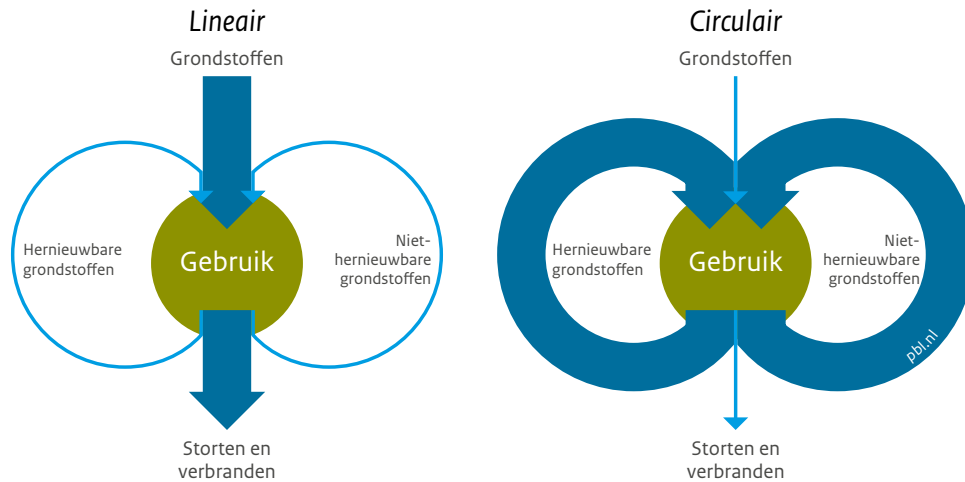 Lineair
Grondstoffen
Hernieuwbare
grondstoffen
Gebruik
Niet-
hernieuwbare
grondstoffen
Storten en
verbranden
Circulair
Grondstoffen
Hernieuwbare
grondstoffen
Gebruik
Niet-
hernieuwbare
grondstoffen
pbl.nl
Storten en
verbranden